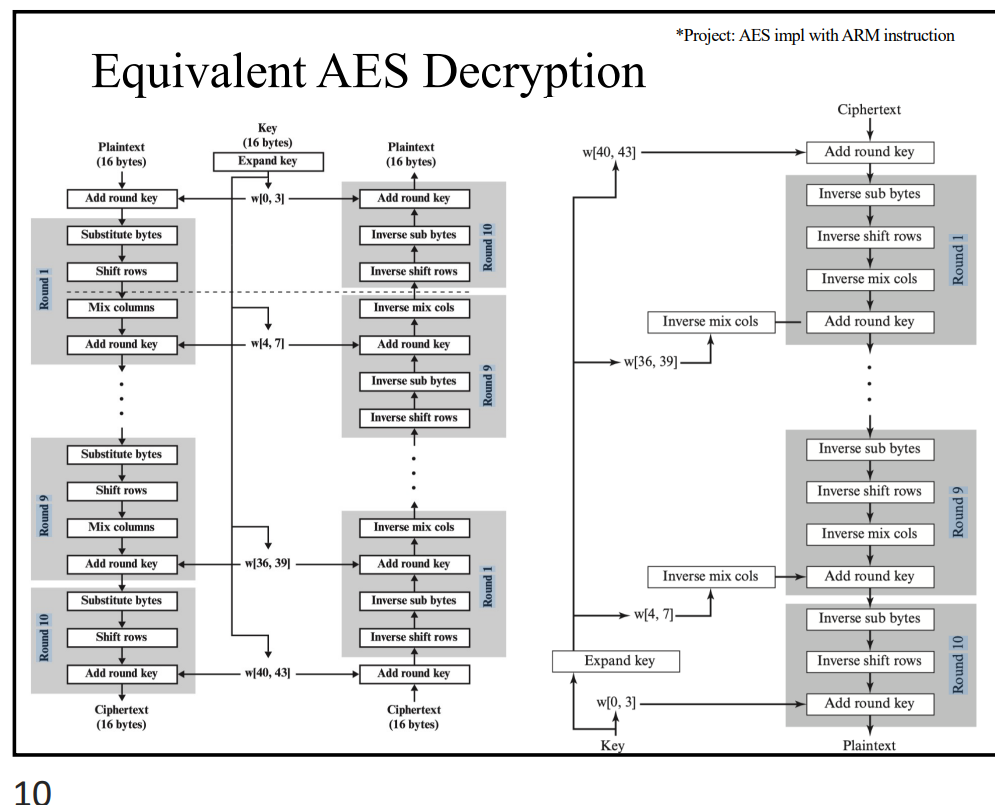 *Project: AES impl with ARM instruction
Equivalent AES Decryption
Plaintext
(16 bytes)
Add round key
Round 1
Substitute bytes
Shift rows
Mix columns
Add round key
Round 9
Substitute bytes
Shift rows
Mix columns
Add round key
Round 10
Substitute bytes
Shift rows
Add round key
Ciphertext
(16 bytes)
Key
(16 bytes)
Expand key
w[0, 3]
w[4, 7]
w[36, 39]
w[40, 43]
Plaintext
(16 bytes)
Add round key
Inverse sub bytes
Inverse shift rows
Round 10
Inverse mix cols
Add round key
Inverse sub bytes
Inverse shift rows
Round 9
Inverse mix cols
Add round key
Inverse sub bytes
Inverse shift rows
Round 1
Add round key
Ciphertext
(16 bytes)
Ciphertext
w[40, 43]
Add round key
Inverse sub bytes
Inverse shift rows
Inverse mix cols
Round 1
Inverse mix cols
Add round key
w[36, 39]
Inverse sub bytes
Inverse shift rows
Inverse mix cols
Round 9
Inverse mix cols
Add round key
w[4, 7]
Inverse sub bytes
Expand key
Inverse shift rows
Round 10
w[0, 3]
Add round key
Key
Plaintext
10